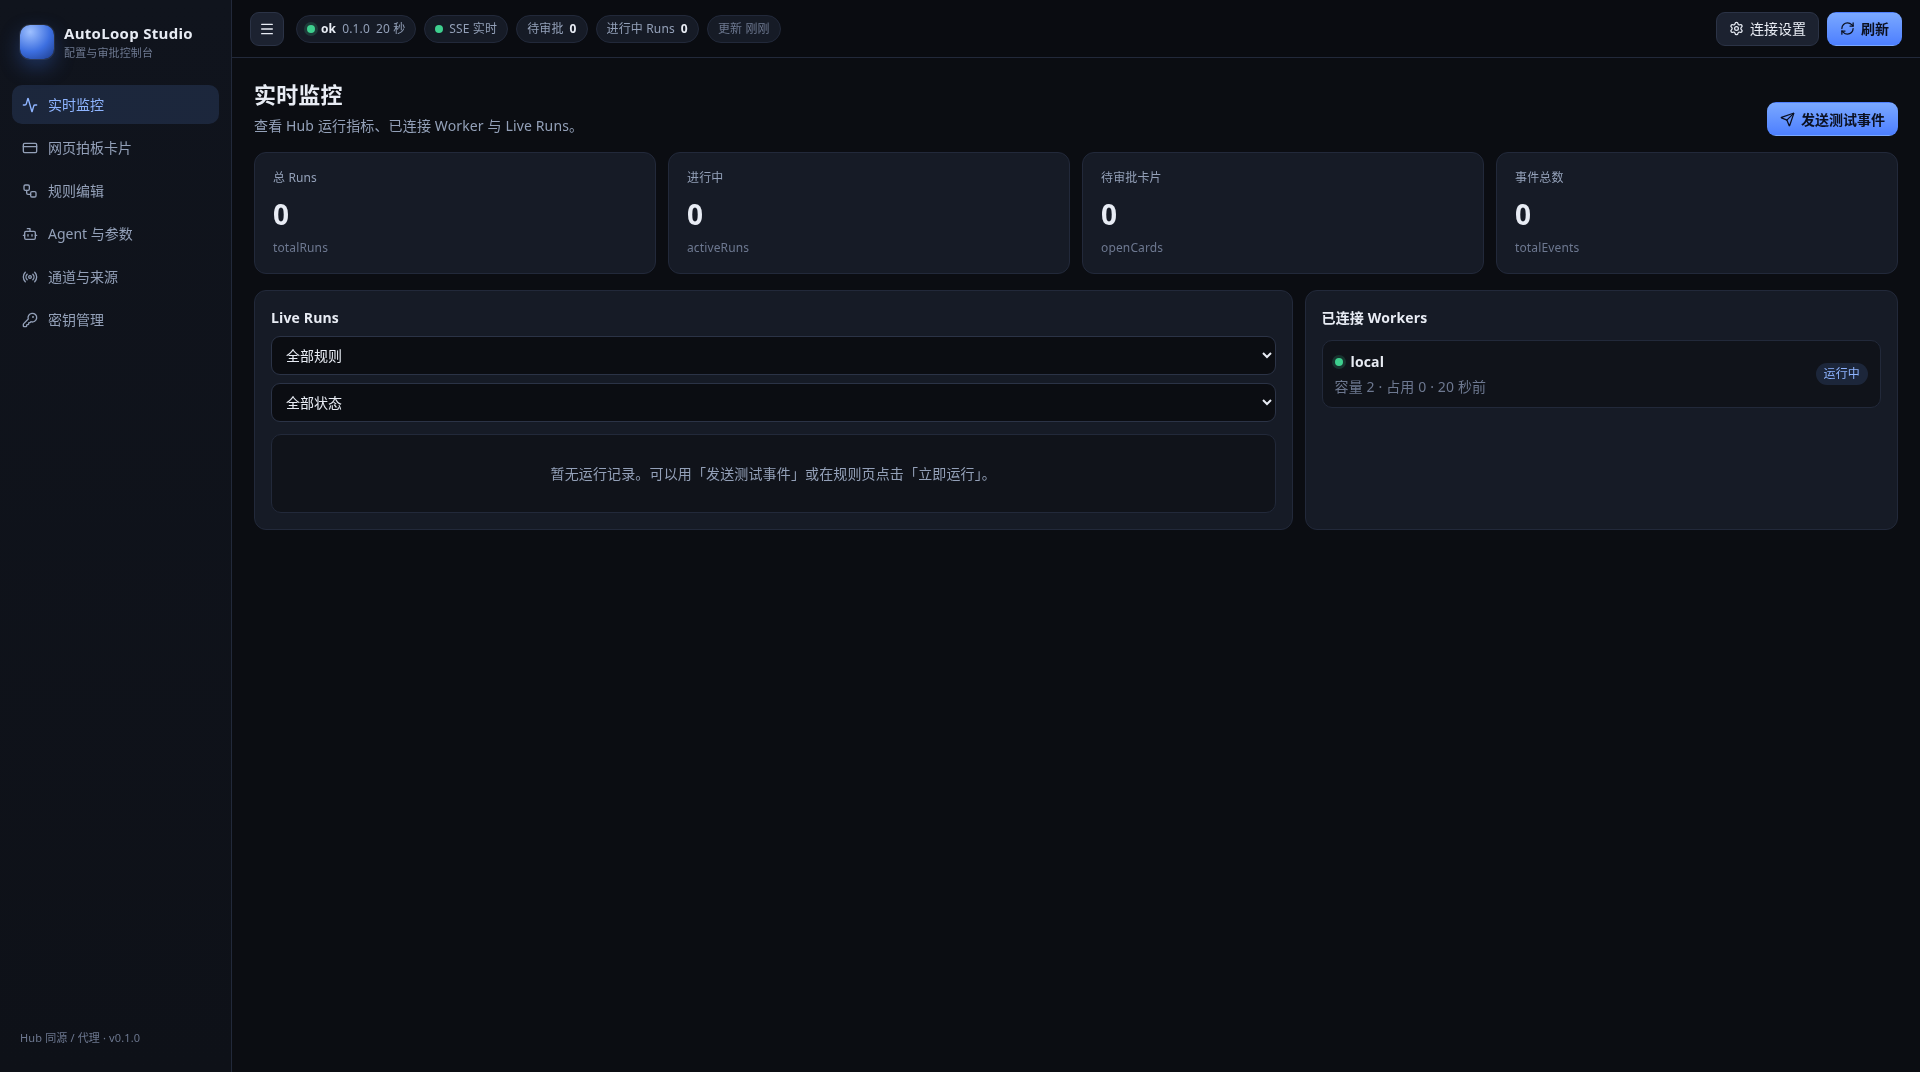 AutoLoop Studio
配置与审批控制台
实时监控
网页拍板卡片
规则编辑
Agent 与参数
通道与来源
密钥管理
Hub 同源 / 代理 · v0.1.0
ok 0.1.0 20 秒
SSE 实时
待审批 0
进行中 Runs 0
更新 刚刚
连接设置
刷新
实时监控
查看 Hub 运行指标、已连接 Worker 与 Live Runs。
发送测试事件
总 Runs
0
totalRuns
进行中
0
activeRuns
待审批卡片
0
openCards
事件总数
0
totalEvents
Live Runs
全部规则
全部状态
暂无运行记录。可以用「发送测试事件」或在规则页点击「立即运行」。
已连接 Workers
local
容量 2 · 占用 0 · 20 秒前
运行中